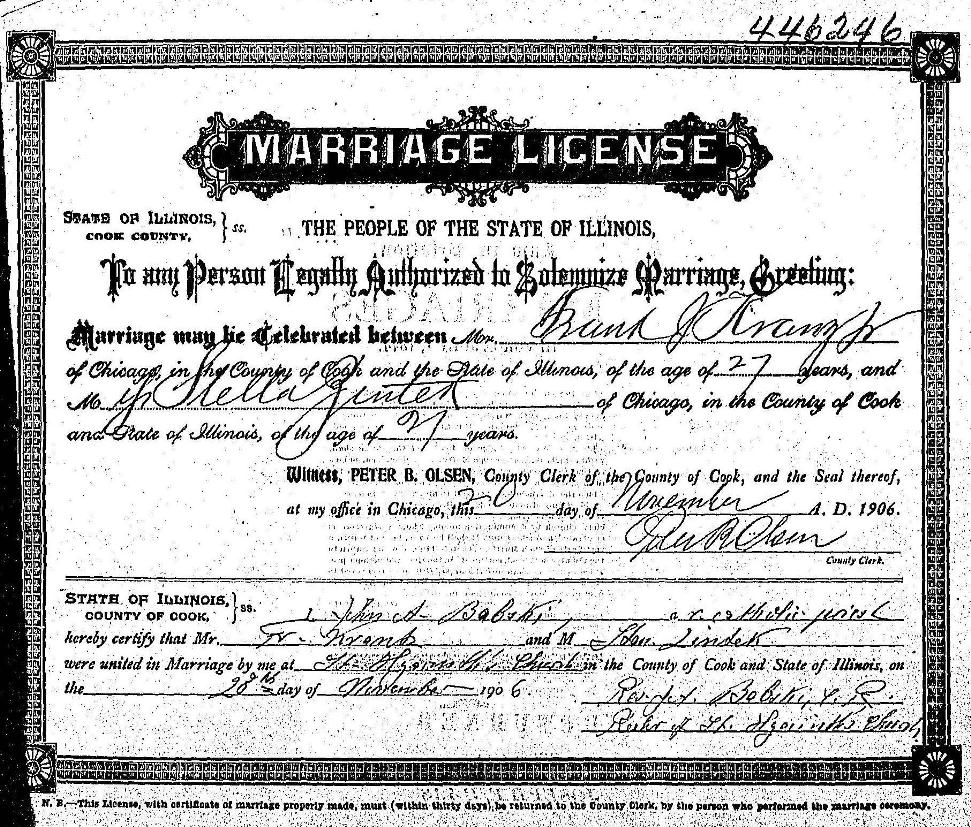 446246
MARRIAGE LICENSE
STATE OF ILLINOIS, COOK COUNTY. } ss. THE PEOPLE OF THE STATE OF ILLINOIS,
To any Person Legally Authorized to Solemnize Marriage, Greeting:
Marriage may be Celebrated between Mr. Frank J Kranz Jr
of Chicago, in the County of Cook and the State of Illinois, of the age of 27 years, and
M Stella of Chicago, in the County of Cook
and State of Illinois, of the age of 21 years.
Witness, PETER B. OLSEN, County Clerk of the County of Cook, and the Seal thereof,
at my office in Chicago, this 20 day of November A. D. 1906.
Peter B Olsen
County Clerk.
STATE OF ILLINOIS, COUNTY OF COOK, } ss. I John A. Babski a r. catholic priest
hereby certify that Mr. Fr. and M
were united in Marriage by me at St. Hyacinth's Church in the County of Cook and State of Illinois, on
the 28th day of November 1906
Rev. J. A. Babski, C. R.
Rector of St. Hyacinth's Church
N. B.—This License, with certificate of marriage properly made, must (within thirty days) be returned to the County Clerk, by the person who performed the marriage ceremony.